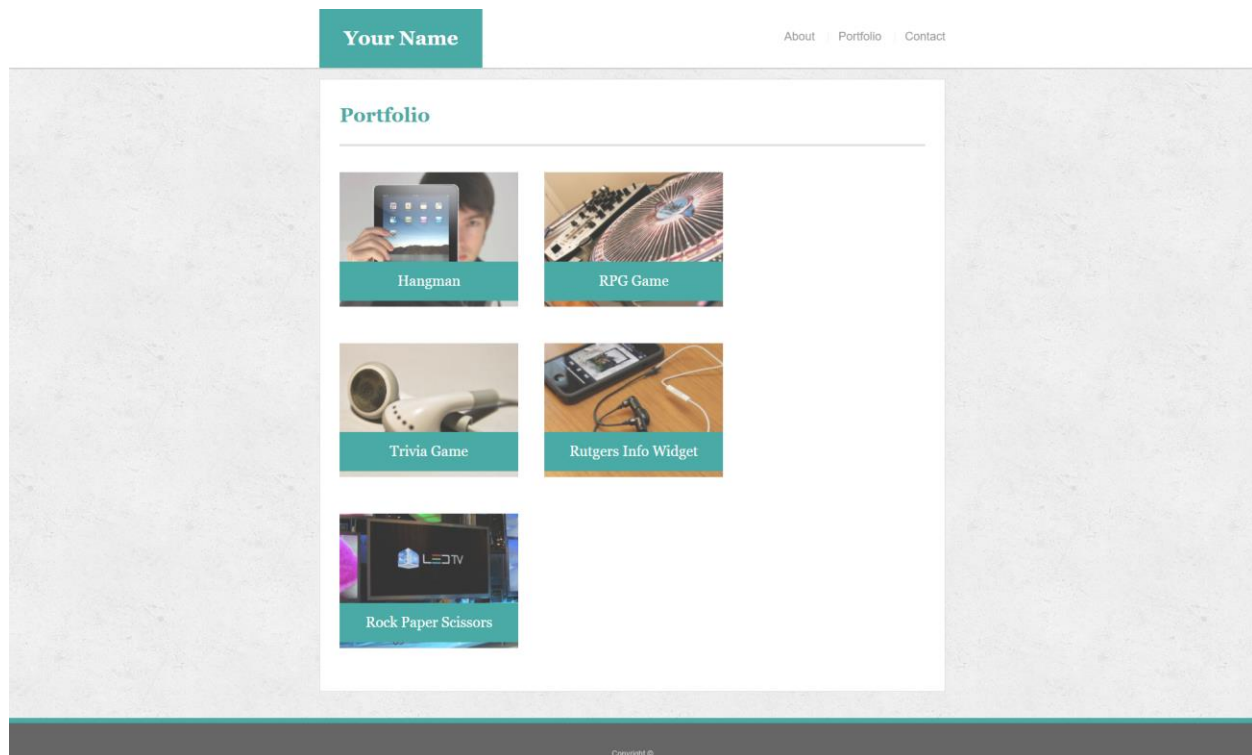 Your Name
About
Portfolio
Contact
Portfolio
Hangman
RPG Game
Trivia Game
Rutgers Info Widget
LED TV
Rock Paper Scissors
Copyright ©